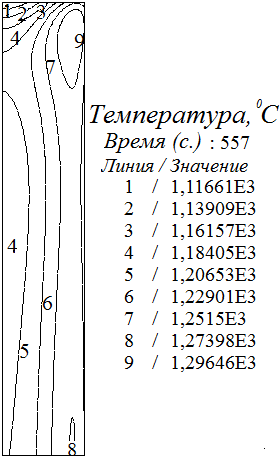 1 2 3
4
9
7
Температура, ⁰C
Время (с.) : 557
Линия / Значение
1 / 1,11661E3
2 / 1,13909E3
3 / 1,16157E3
4 / 1,18405E3
5 / 1,20653E3
6 / 1,22901E3
7 / 1,2515E3
8 / 1,27398E3
9 / 1,29646E3
4
6
5
8